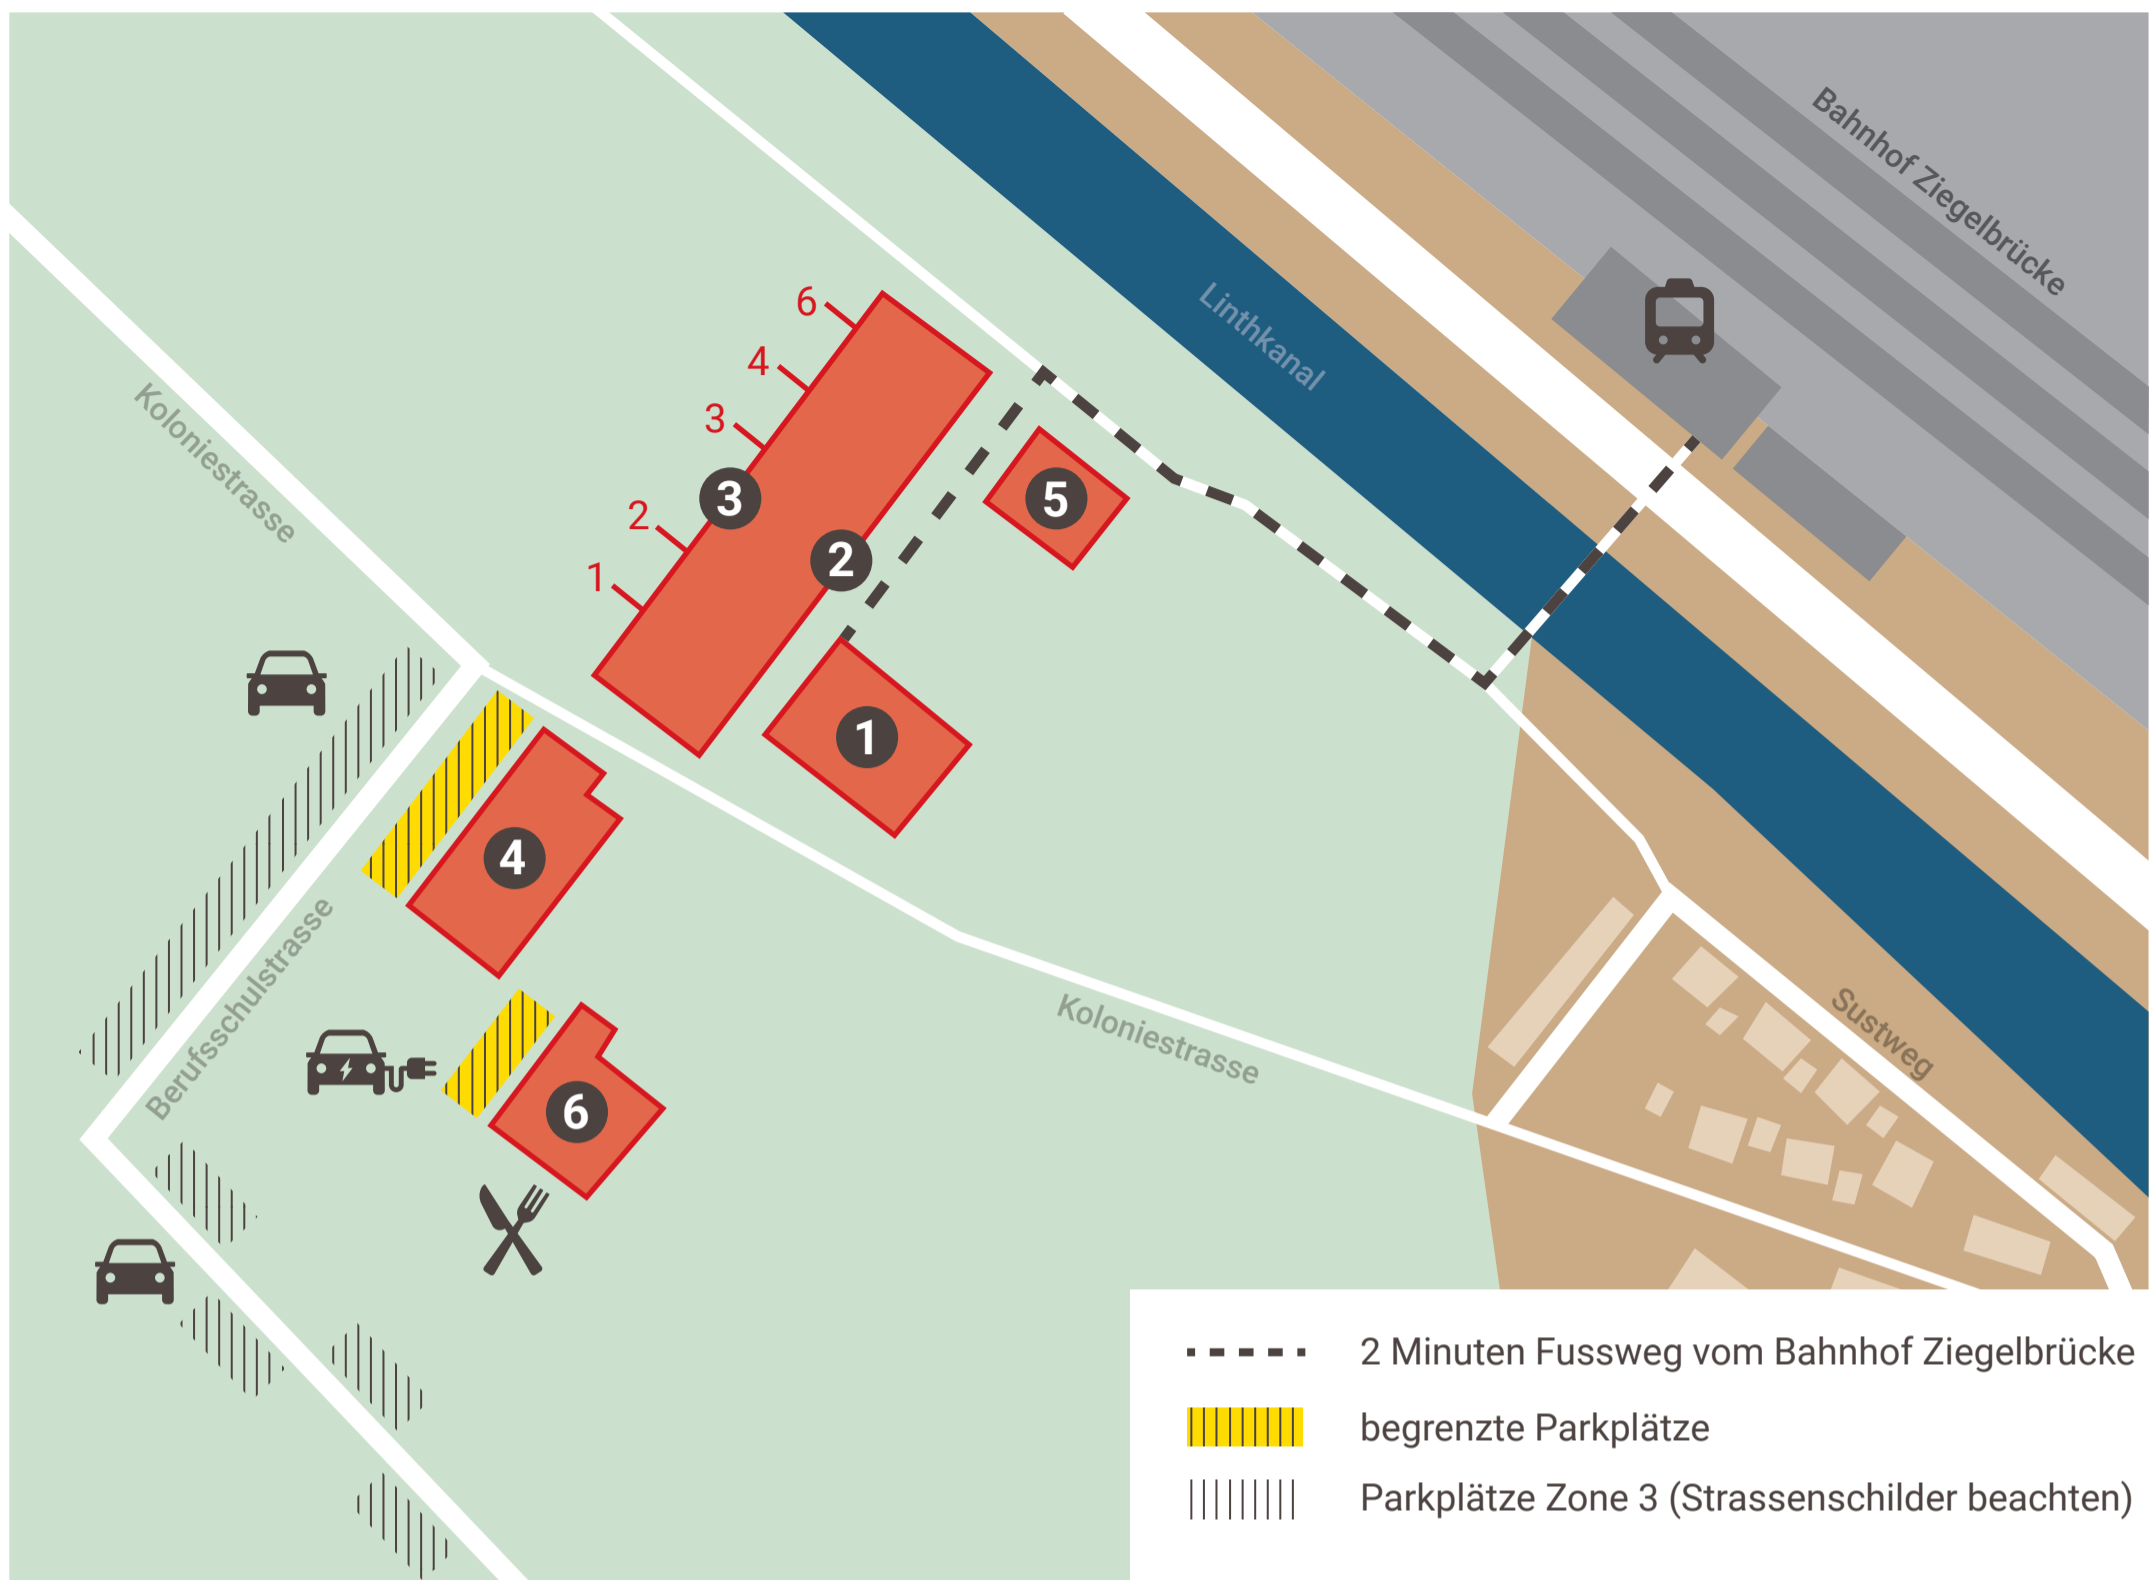 Bahnhof Ziegelbrücke
Linthkanal
Koloniestrasse
6
4
3
2
1
3
2
5
1
4
6
Berufsschulstrasse
Koloniestrasse
Sustweg
2 Minuten Fussweg vom Bahnhof Ziegelbrücke
begrenzte Parkplätze
Parkplätze Zone 3 (Strassenschilder beachten)